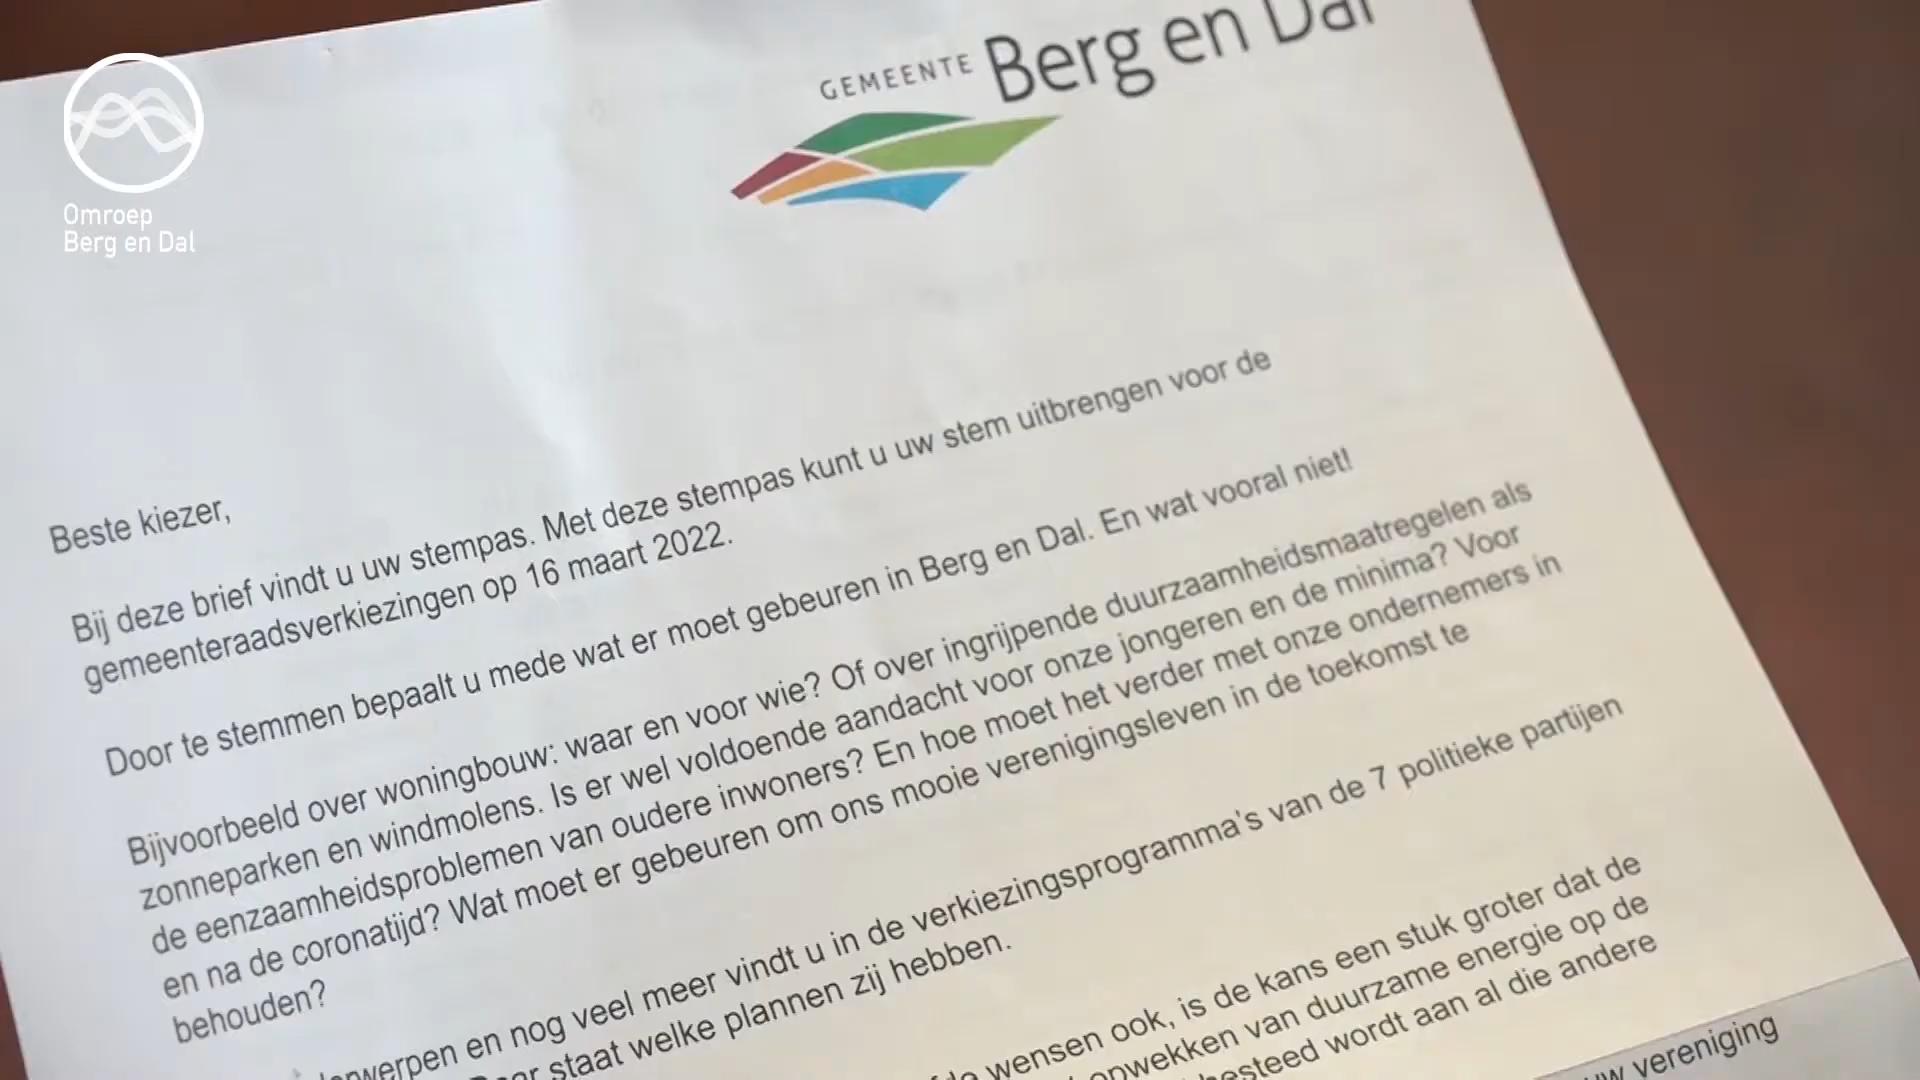 GEMEENTE Berg en Dal
Omroep
Berg en Dal
Beste kiezer,
Bij deze brief vindt u uw stempas. Met deze stempas kunt u uw stem uitbrengen voor de
gemeenteraadsverkiezingen op 16 maart 2022.
Door te stemmen bepaalt u mede wat er moet gebeuren in Berg en Dal. En wat vooral niet!
Bijvoorbeeld over woningbouw: waar en voor wie? Of over ingrijpende duurzaamheidsmaatregelen als
zonneparken en windmolens. Is er wel voldoende aandacht voor onze jongeren en de minima? Voor
de eenzaamheidsproblemen van oudere inwoners? En hoe moet het verder met onze ondernemers in
en na de coronatijd? Wat moet er gebeuren om ons mooie verenigingsleven in de toekomst te
behouden?
en nog veel meer vindt u in de verkiezingsprogramma's van de 7 politieke partijen
staat welke plannen zij hebben.
wensen ook, is de kans een stuk groter dat de
opwekken van duurzame energie op de
besteed wordt aan al die andere
uw vereniging